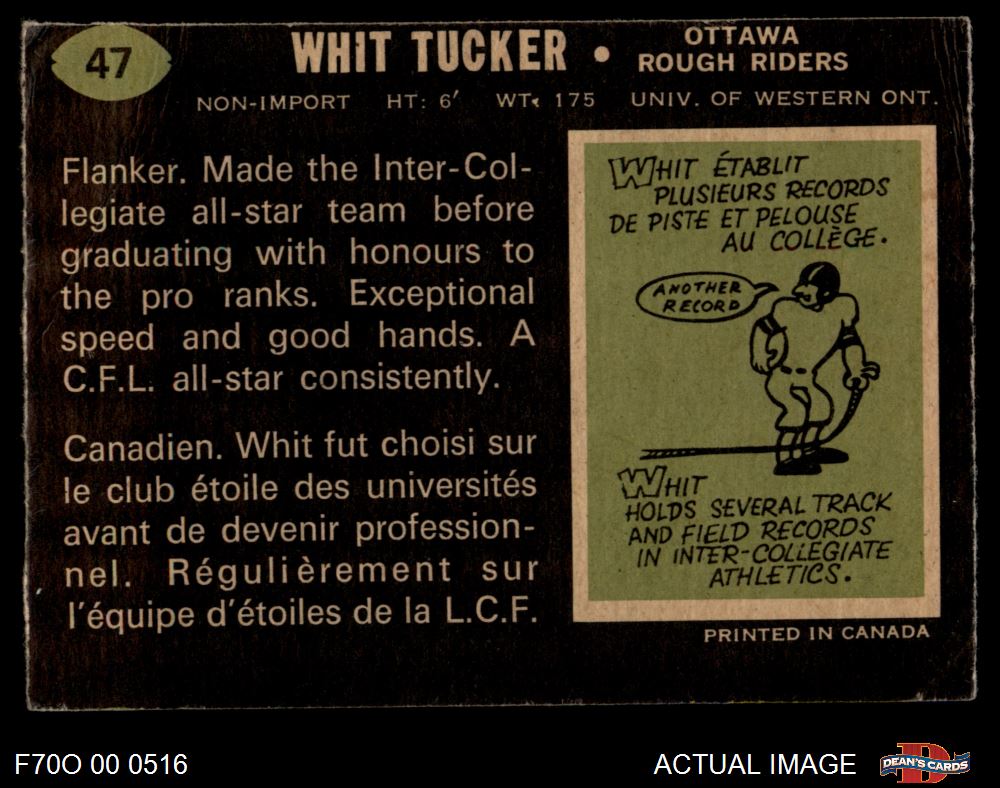 47
WHIT TUCKER • OTTAWA
ROUGH RIDERS
NON-IMPORT HT: 6' WT: 175 UNIV. OF WESTERN ONT.
Flanker. Made the Inter-Col-
legiate all-star team before
graduating with honours to
the pro ranks. Exceptional
speed and good hands. A
C.F.L. all-star consistently.
Canadien. Whit fut choisi sur
le club étoile des universités
avant de devenir profession-
nel. Régulièrement sur
l'équipe d'étoiles de la L.C.F.
WHIT ÉTABLIT
PLUSIEURS RECORDS
DE PISTE ET PELOUSE
AU COLLÈGE.
ANOTHER
RECORD
WHIT
HOLDS SEVERAL TRACK
AND FIELD RECORDS
IN INTER-COLLEGIATE
ATHLETICS.
PRINTED IN CANADA
F70O 00 0516
ACTUAL IMAGE
D
DEAN'S CARDS